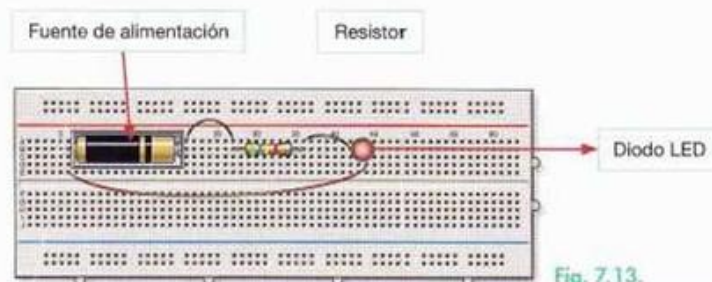 Fuente de alimentación
Resistor
Diodo LED
Fig. 7.13.